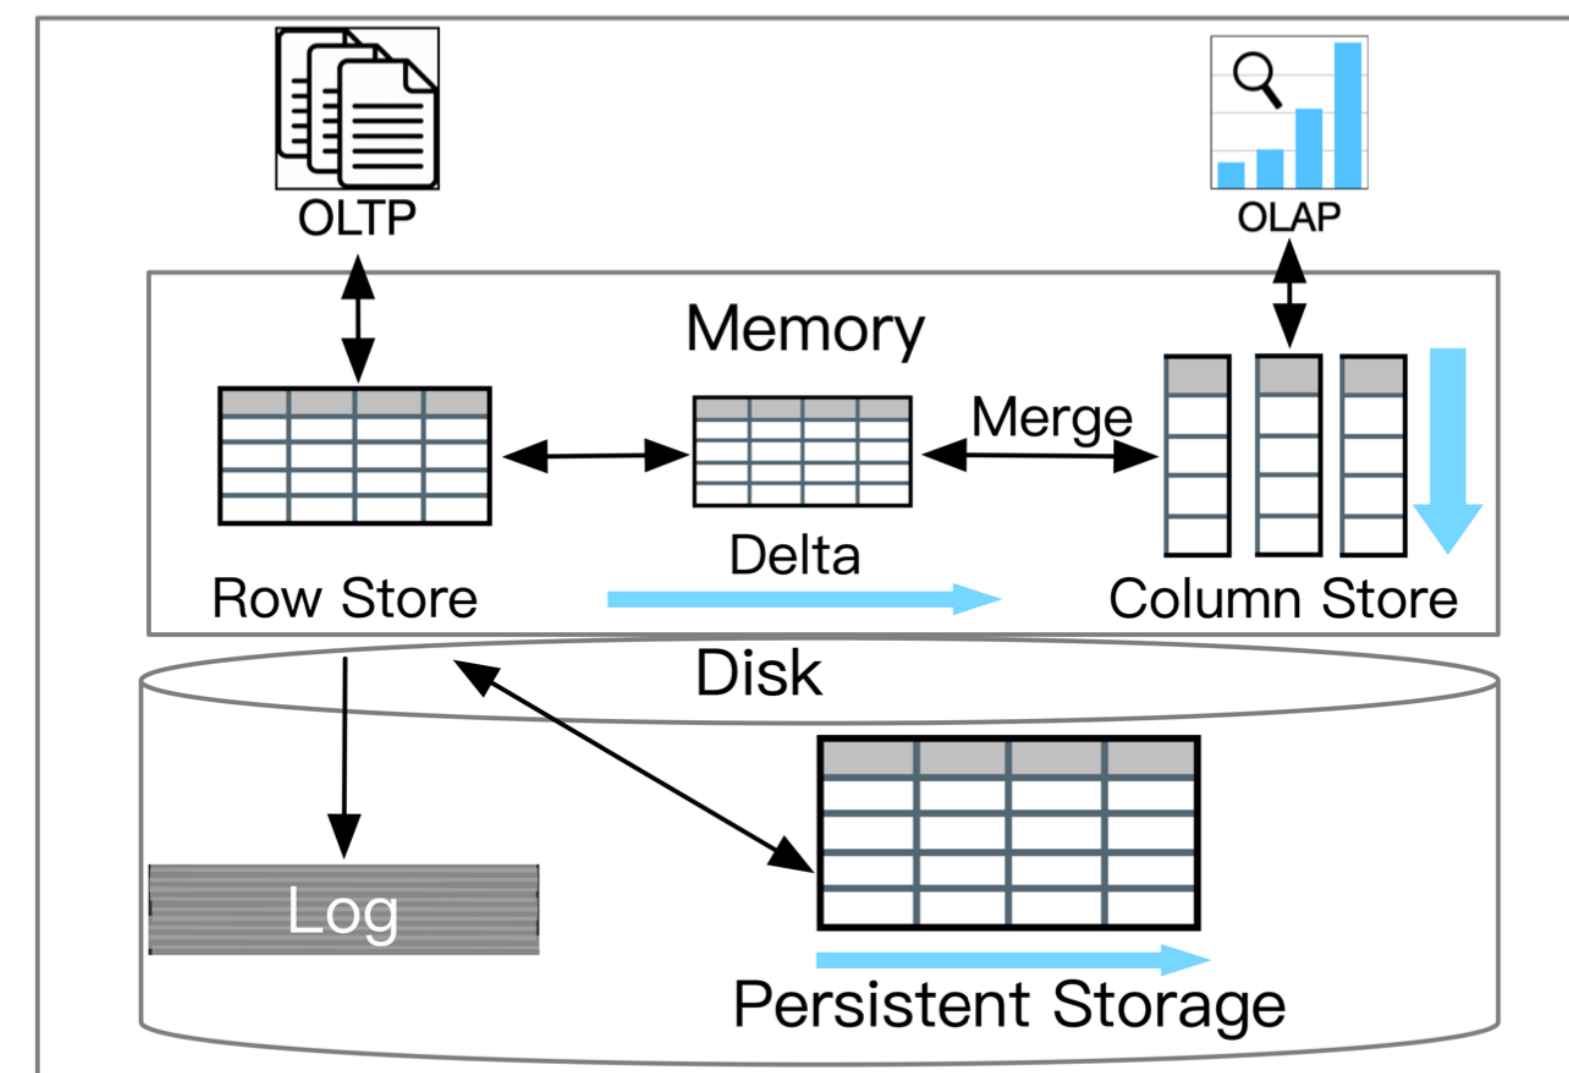 OLTP
OLAP
Memory
Merge
Delta
Row Store
Column Store
Disk
Log
Persistent Storage